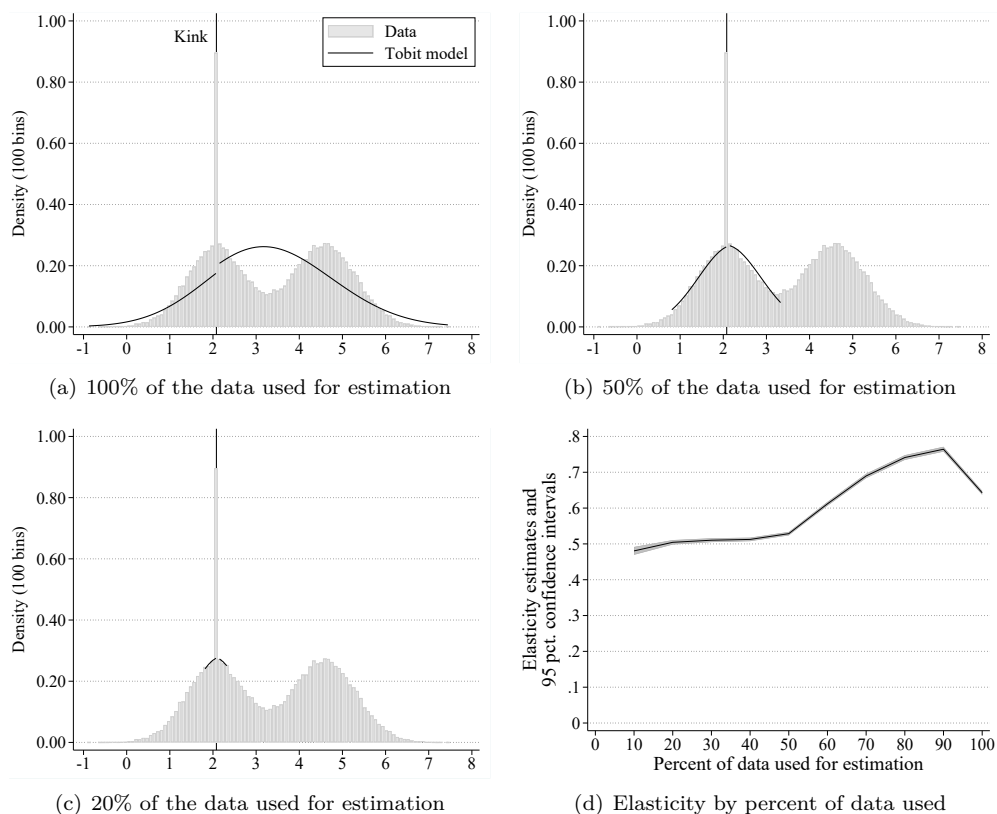 1.00
0.80
0.60
0.40
0.20
0.00
Density (100 bins)
Kink
Data
Tobit model
-1 0 1 2 3 4 5 6 7 8
(a) 100% of the data used for estimation
1.00
0.80
0.60
0.40
0.20
0.00
Density (100 bins)
-1 0 1 2 3 4 5 6 7 8
(b) 50% of the data used for estimation
1.00
0.80
0.60
0.40
0.20
0.00
Density (100 bins)
-1 0 1 2 3 4 5 6 7 8
(c) 20% of the data used for estimation
.8
.7
.6
.5
.4
.3
.2
.1
0
Elasticity estimates and
95 pct. confidence intervals
0 10 20 30 40 50 60 70 80 90 100
Percent of data used for estimation
(d) Elasticity by percent of data used